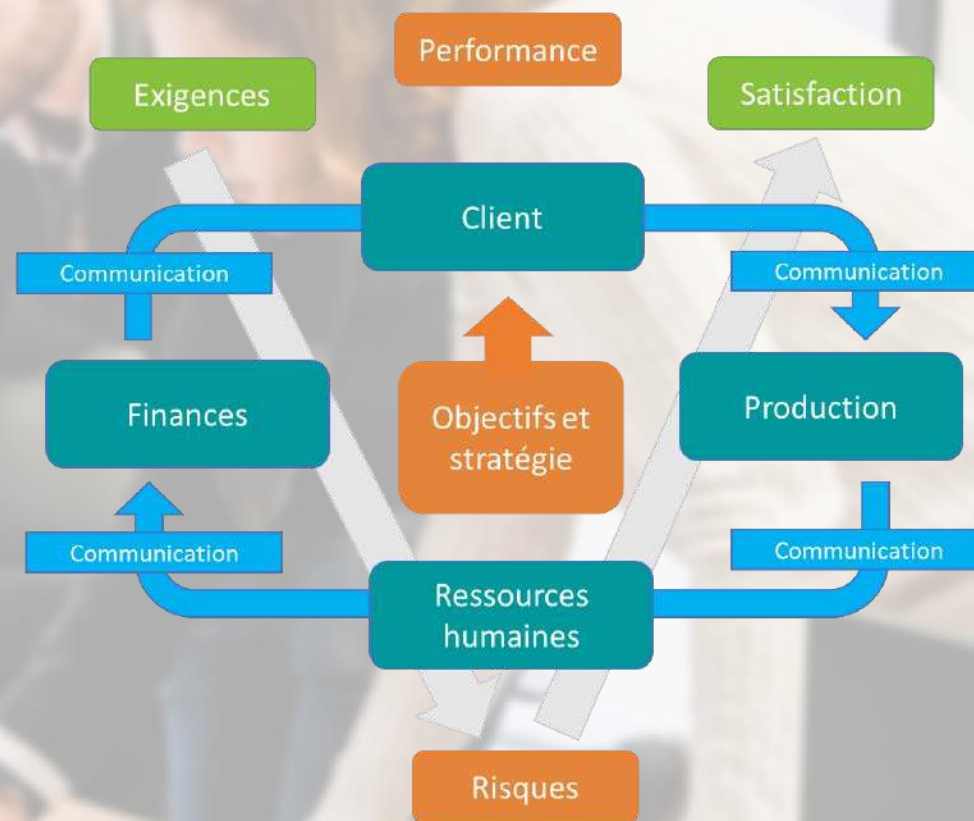 Performance
Exigences
Satisfaction
Client
Communication
Communication
Finances
Objectifs et
stratégie
Production
Communication
Communication
Ressources
humaines
Risques